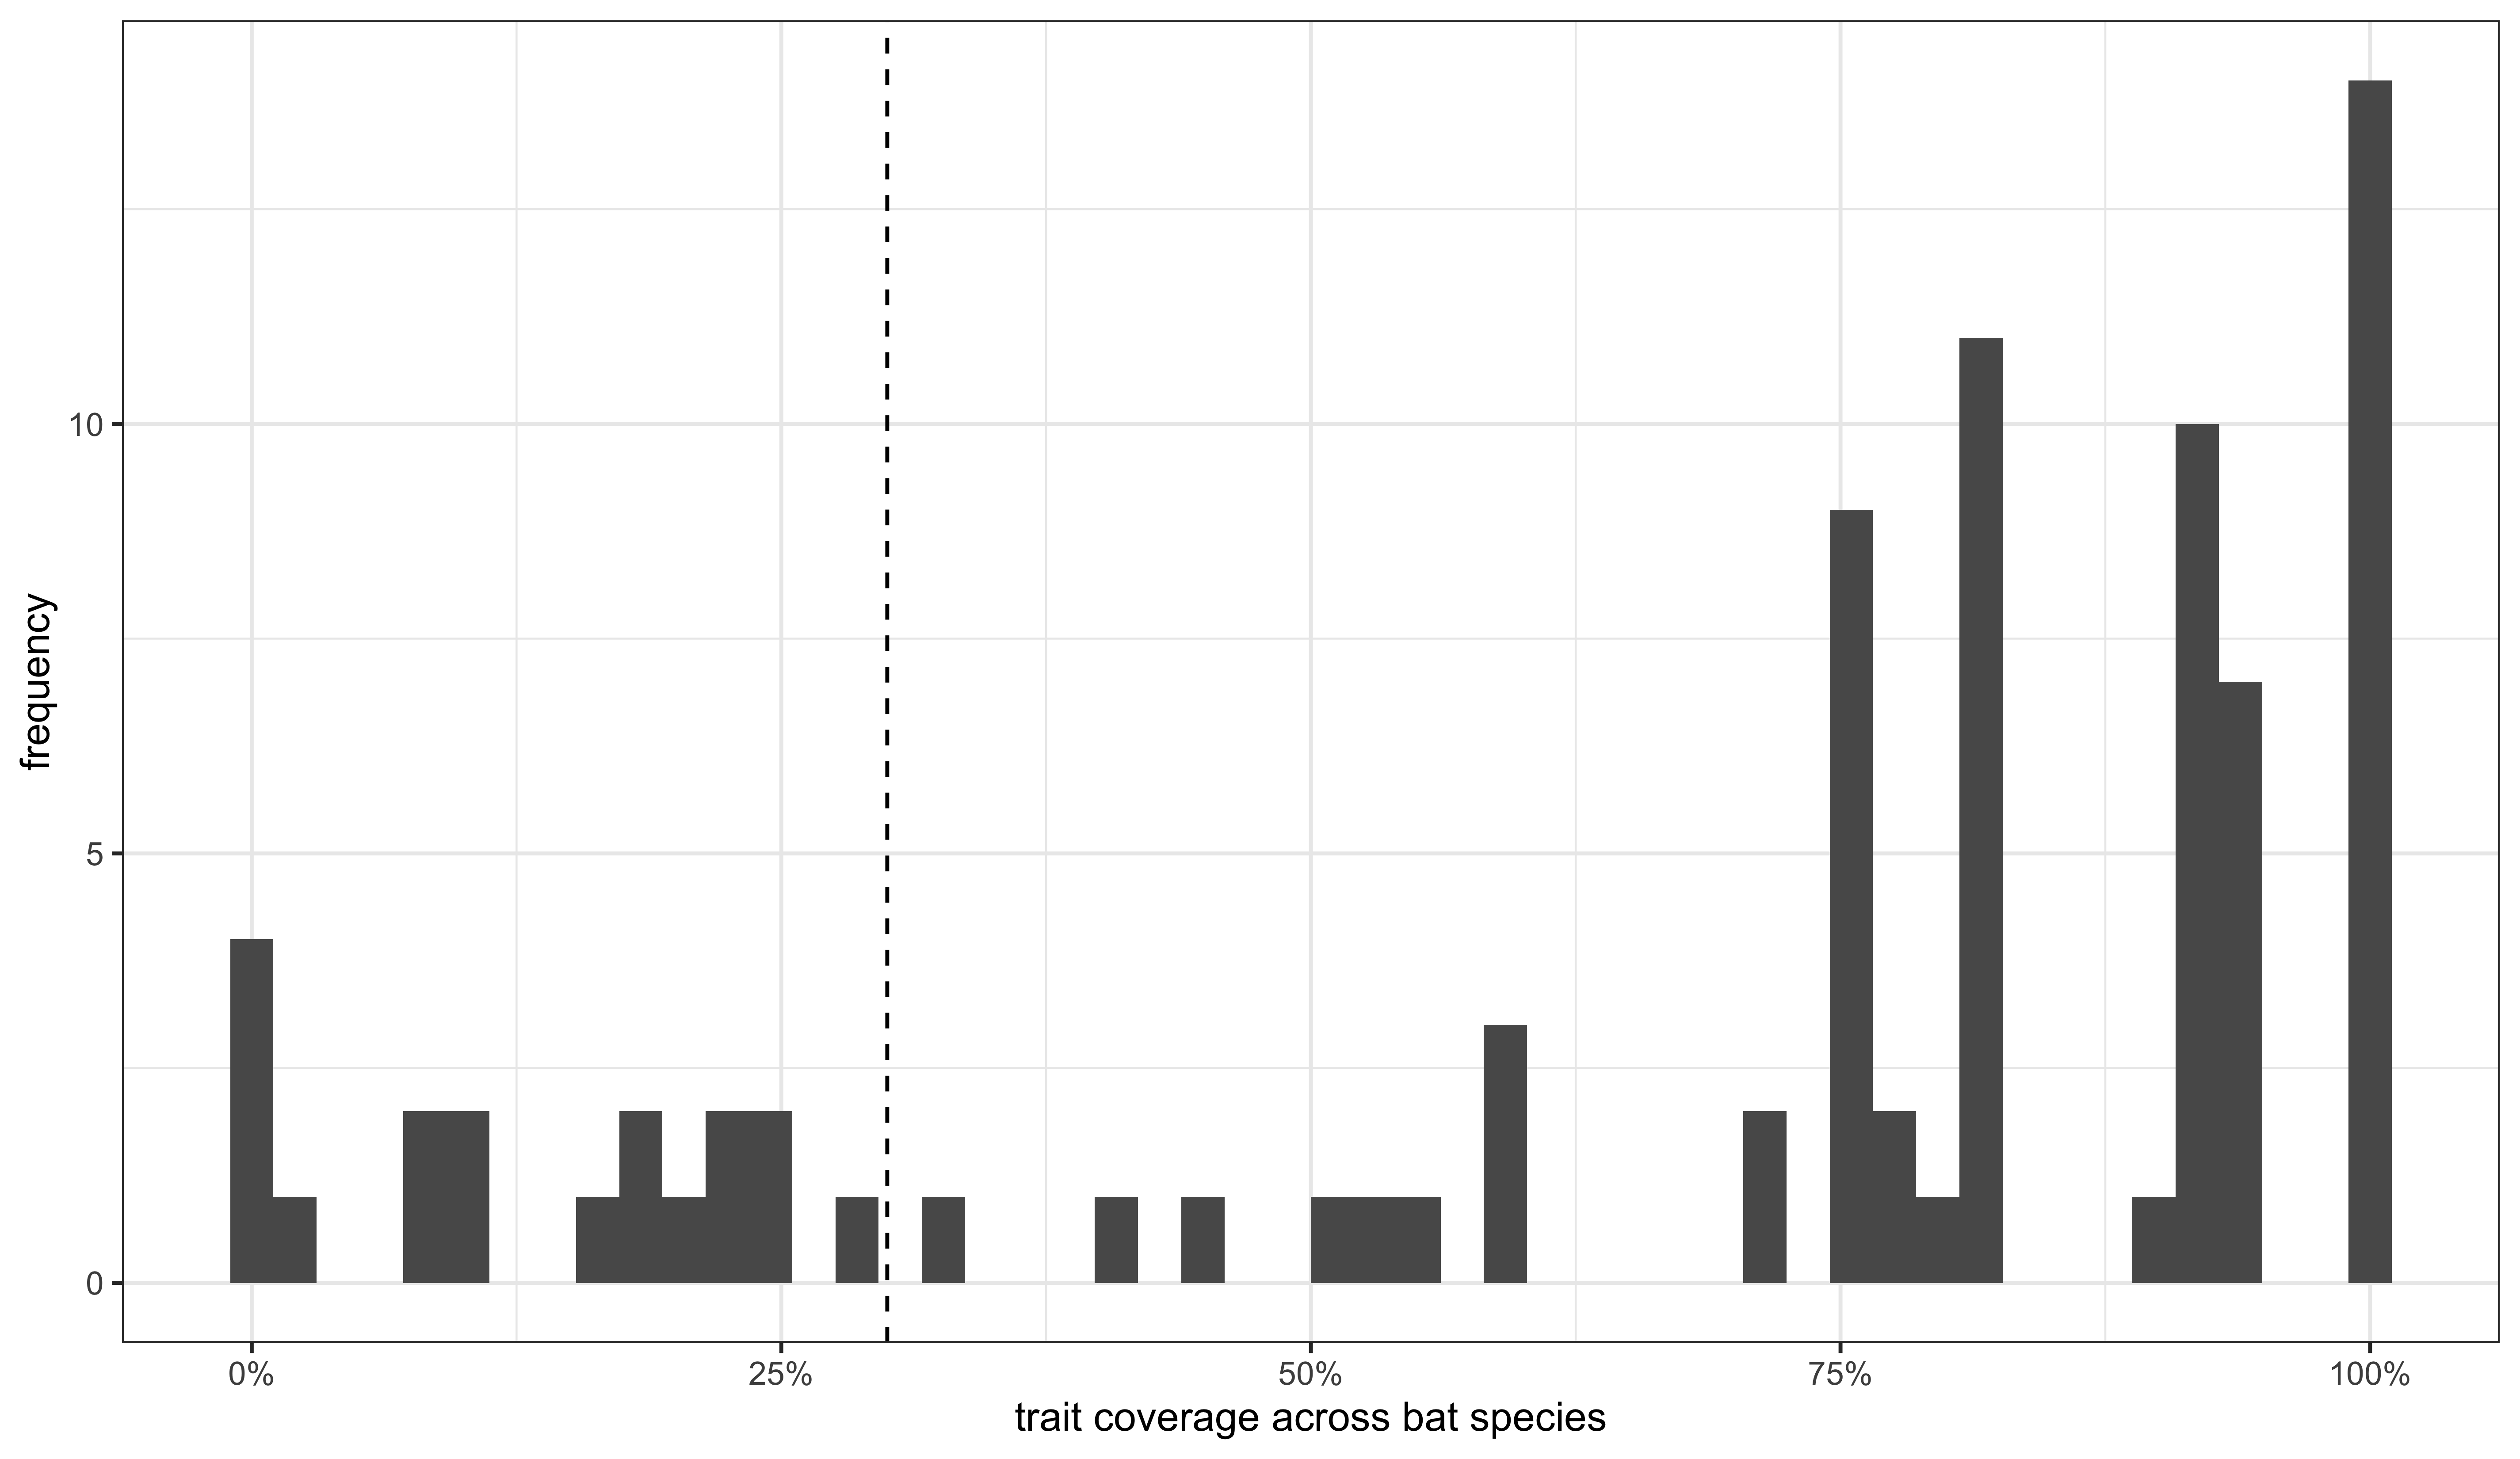 10
5
0
frequency
0% 25% 50% 75% 100%
trait coverage across bat species